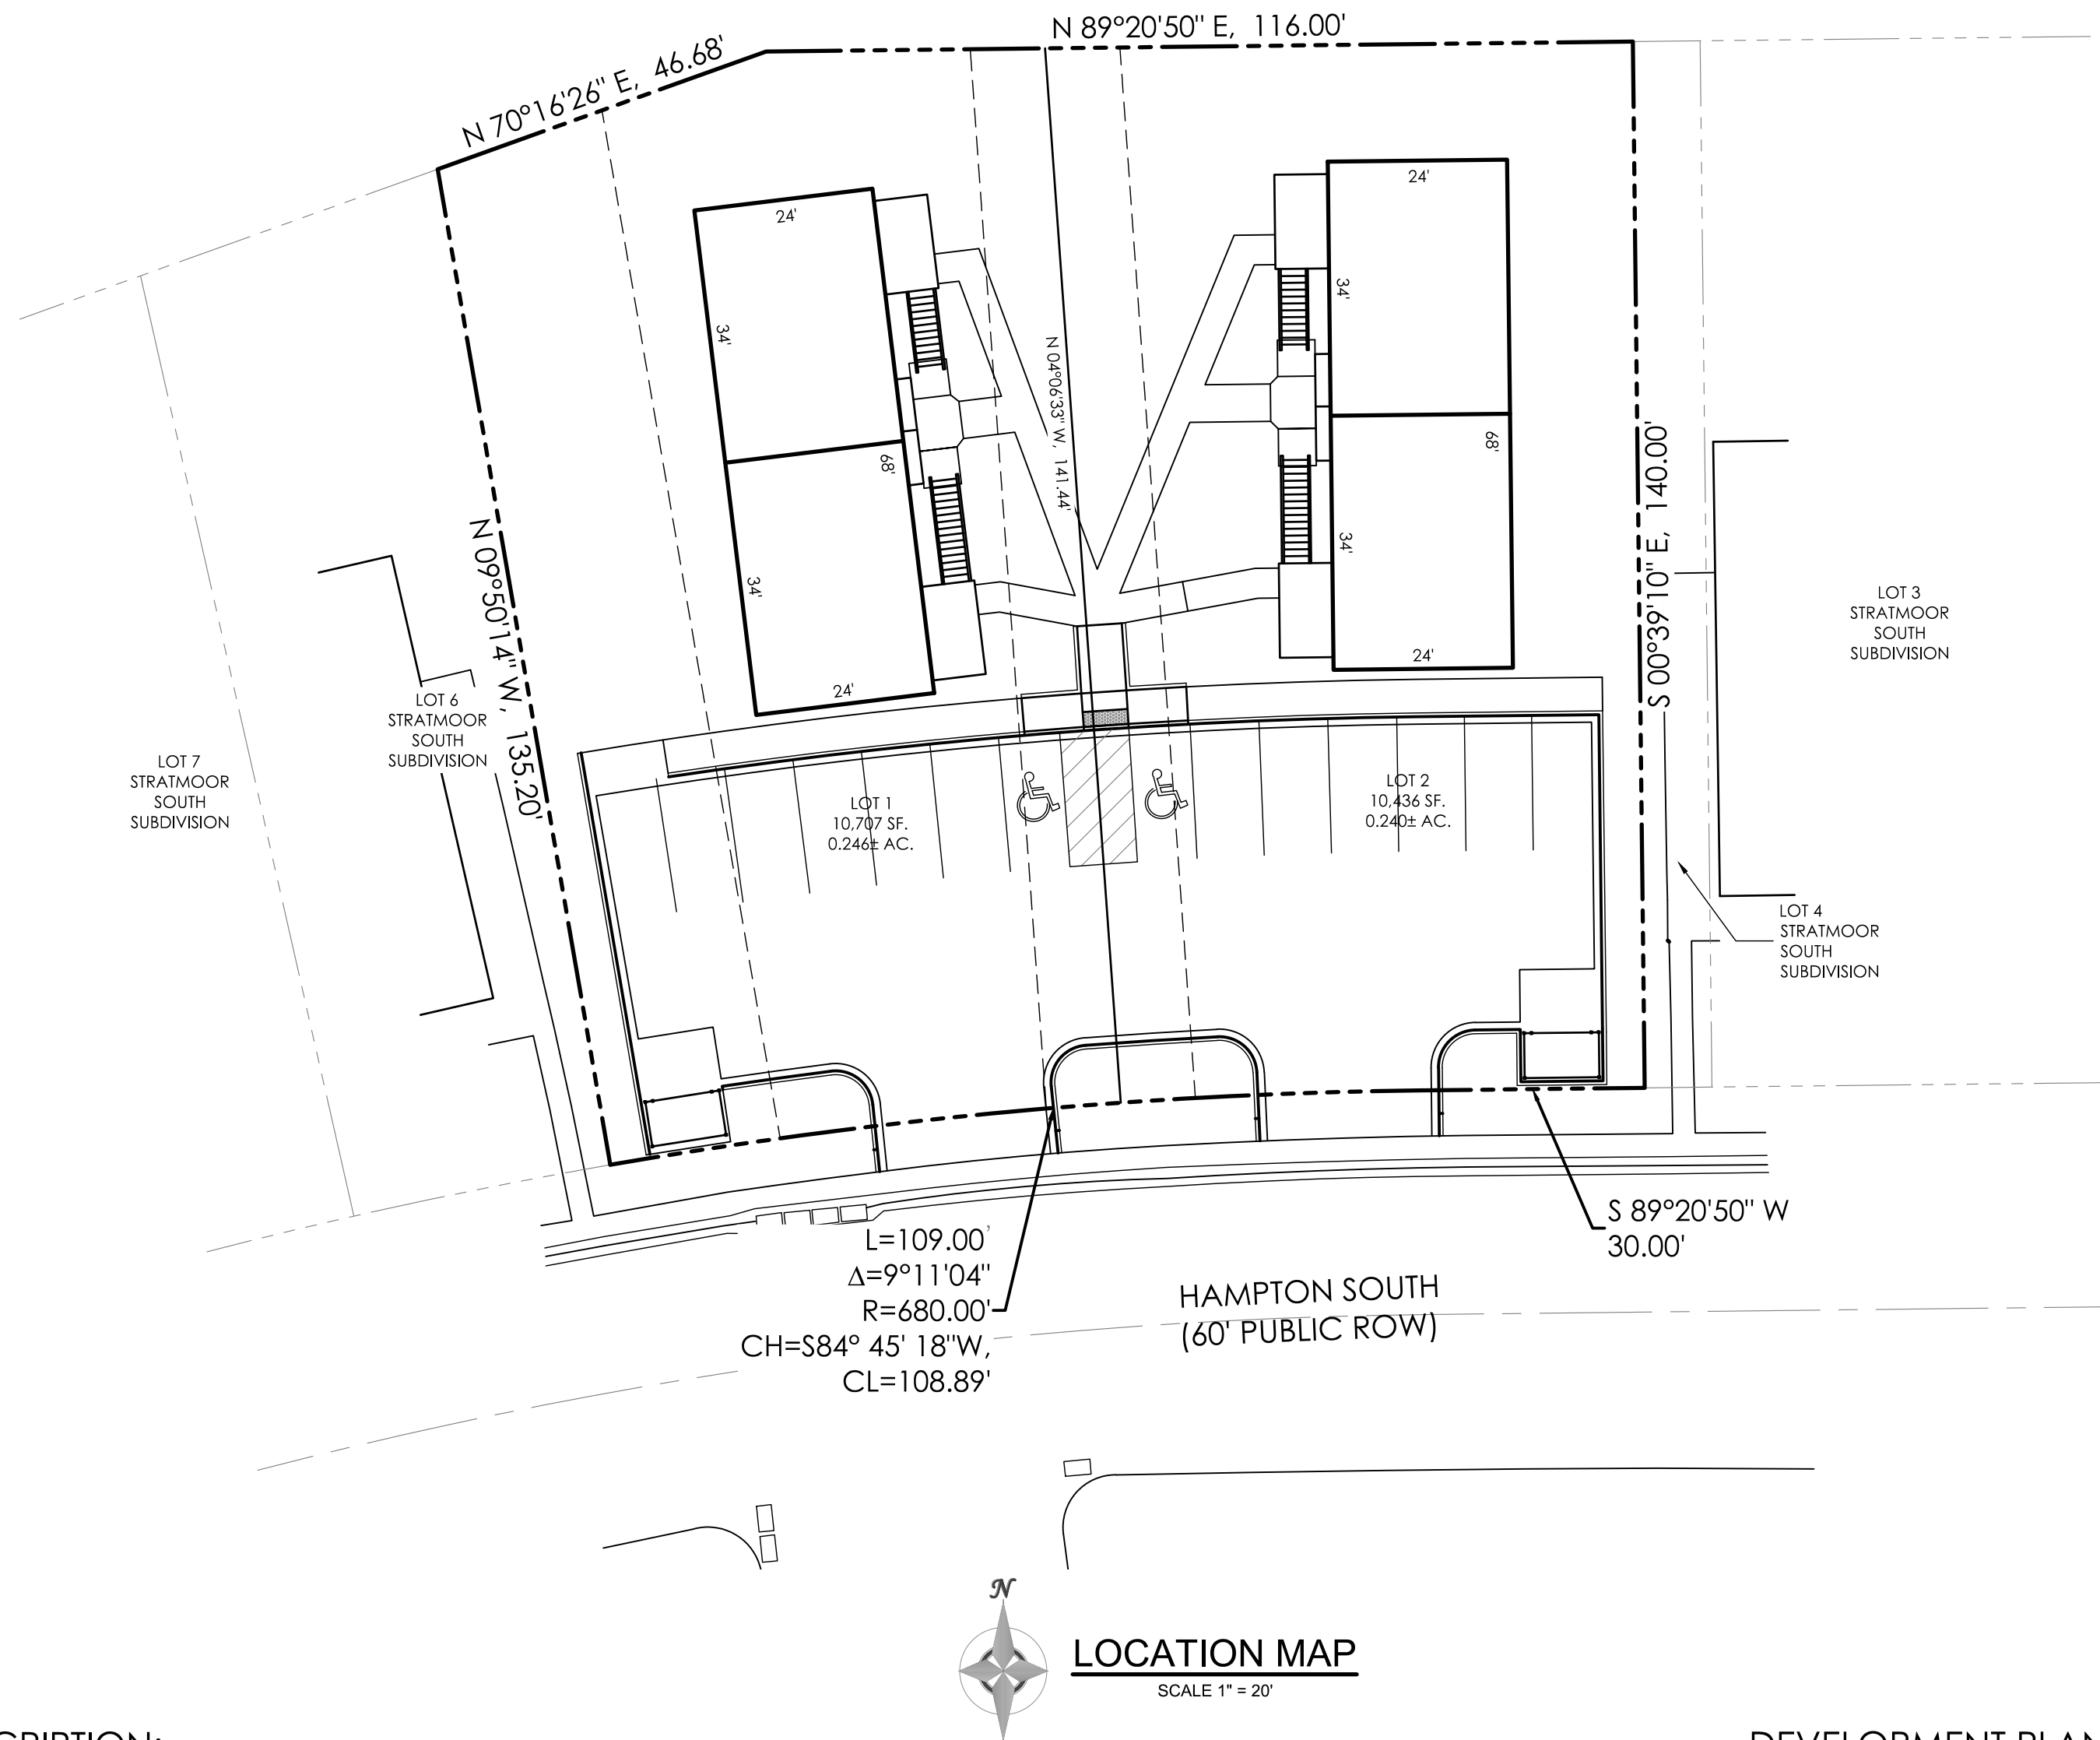 N 89°20'50" E, 116.00'
N 70°16'26" E, 46.68'
24'
24'
34'
34'
N 04°06'33" W, 141.44'
68'
68'
34'
34'
24'
24'
N 09°50'14" W, 135.20'
S 00°39'10" E, 140.00'
LOT 3
STRATMOOR
SOUTH
SUBDIVISION
LOT 6
STRATMOOR
SOUTH
SUBDIVISION
LOT 7
STRATMOOR
SOUTH
SUBDIVISION
LOT 1
10,707 SF.
0.246± AC.
LOT 2
10,436 SF.
0.240± AC.
LOT 4
STRATMOOR
SOUTH
SUBDIVISION
S 89°20'50" W
30.00'
L=109.00'
Δ=9°11'04"
R=680.00'
CH=S84° 45' 18"W,
CL=108.89'
HAMPTON SOUTH
(60' PUBLIC ROW)
N
LOCATION MAP
SCALE 1" = 20'